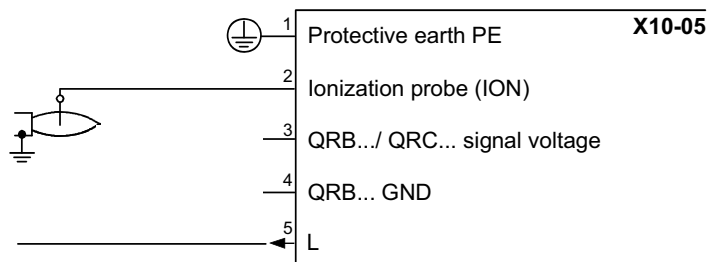 X10-05
1 Protective earth PE
2 Ionization probe (ION)
3 QRB.../ QRC... signal voltage
4 QRB... GND
5 L